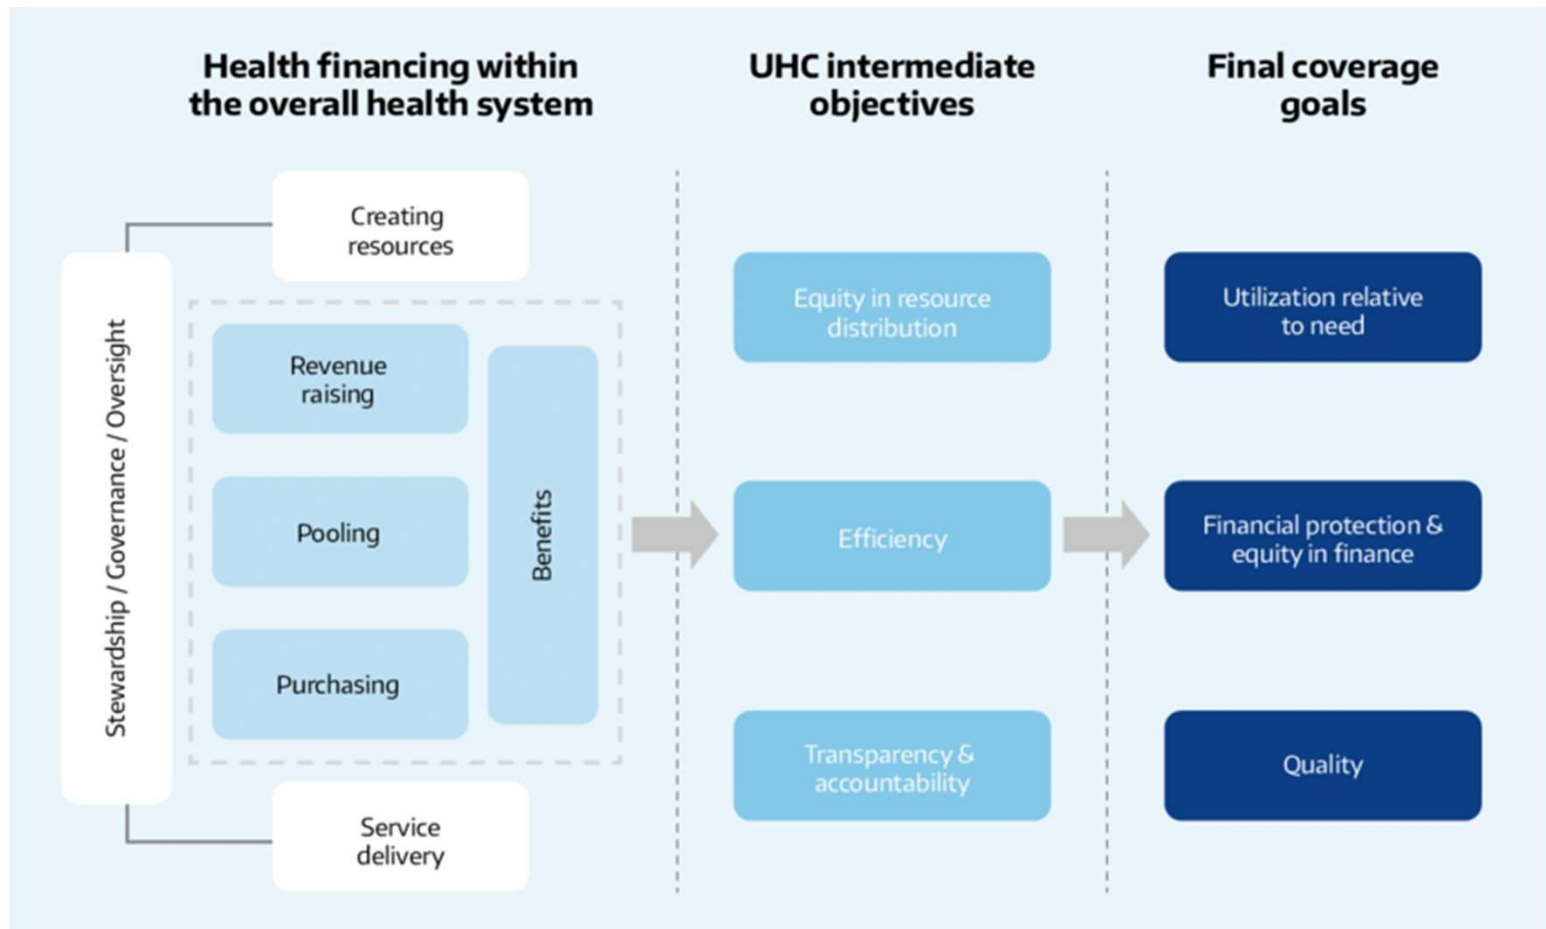 Health financing within
the overall health system
UHC intermediate
objectives
Final coverage
goals
Stewardship / Governance / Oversight
Creating
resources
Revenue
raising
Pooling
Purchasing
Benefits
Service
delivery
Equity in resource
distribution
Efficiency
Transparency &
accountability
Utilization relative
to need
Financial protection &
equity in finance
Quality